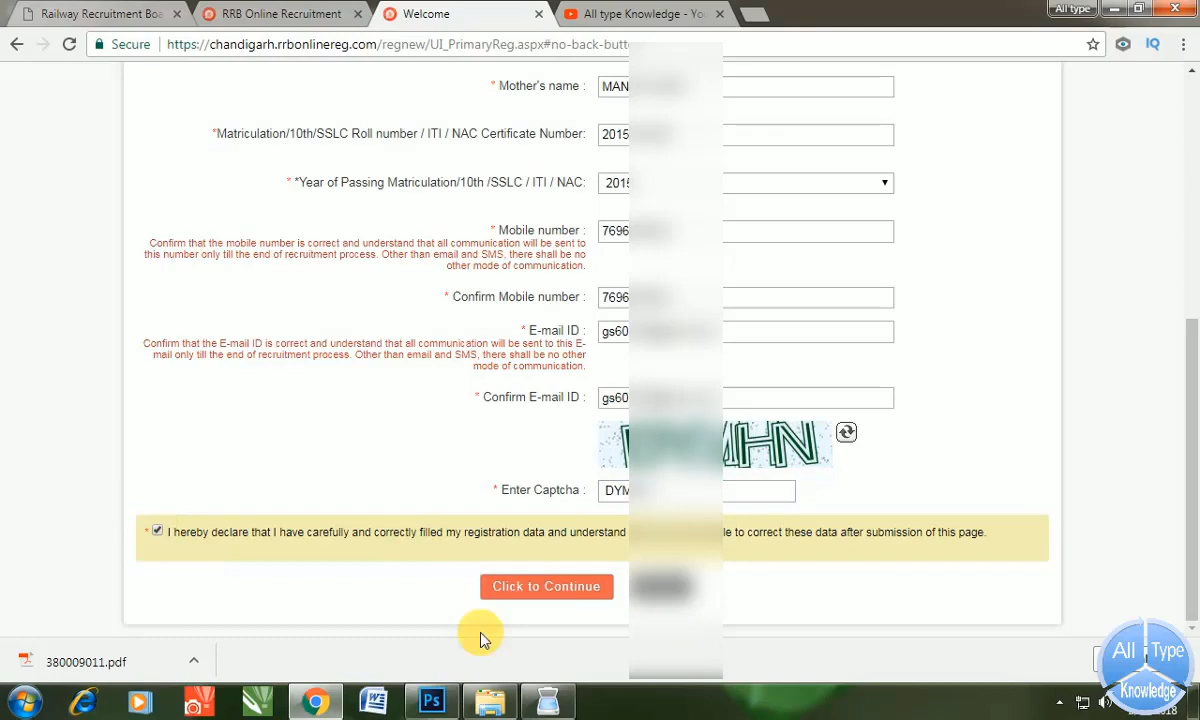 Railway Recruitment Boa
RRB Online Recruitment
Welcome
All type Knowledge - Yo
All type
Secure
https://chandigarh.rrbonlinereg.com/regnew/UI_PrimaryReg.aspx#no-back-butt
* Mother's name : MAN
*Matriculation/10th/SSLC Roll number / ITI / NAC Certificate Number: 2015
* *Year of Passing Matriculation/10th /SSLC / ITI / NAC: 2015
* Mobile number : 7696
Confirm that the mobile number is correct and understand that all communication will be sent to
this number only till the end of recruitment process. Other than email and SMS, there shall be no
other mode of communication.
* Confirm Mobile number : 7696
* E-mail ID : gs60
Confirm that the E-mail ID is correct and understand that all communication will be sent to this E-
mail only till the end of recruitment process. Other than email and SMS, there shall be no other
mode of communication.
* Confirm E-mail ID : gs60
HN
* Enter Captcha : DYM
* I hereby declare that I have carefully and correctly filled my registration data and understand le to correct these data after submission of this page.
Click to Continue
380009011.pdf
All Type
Knowledge
2018